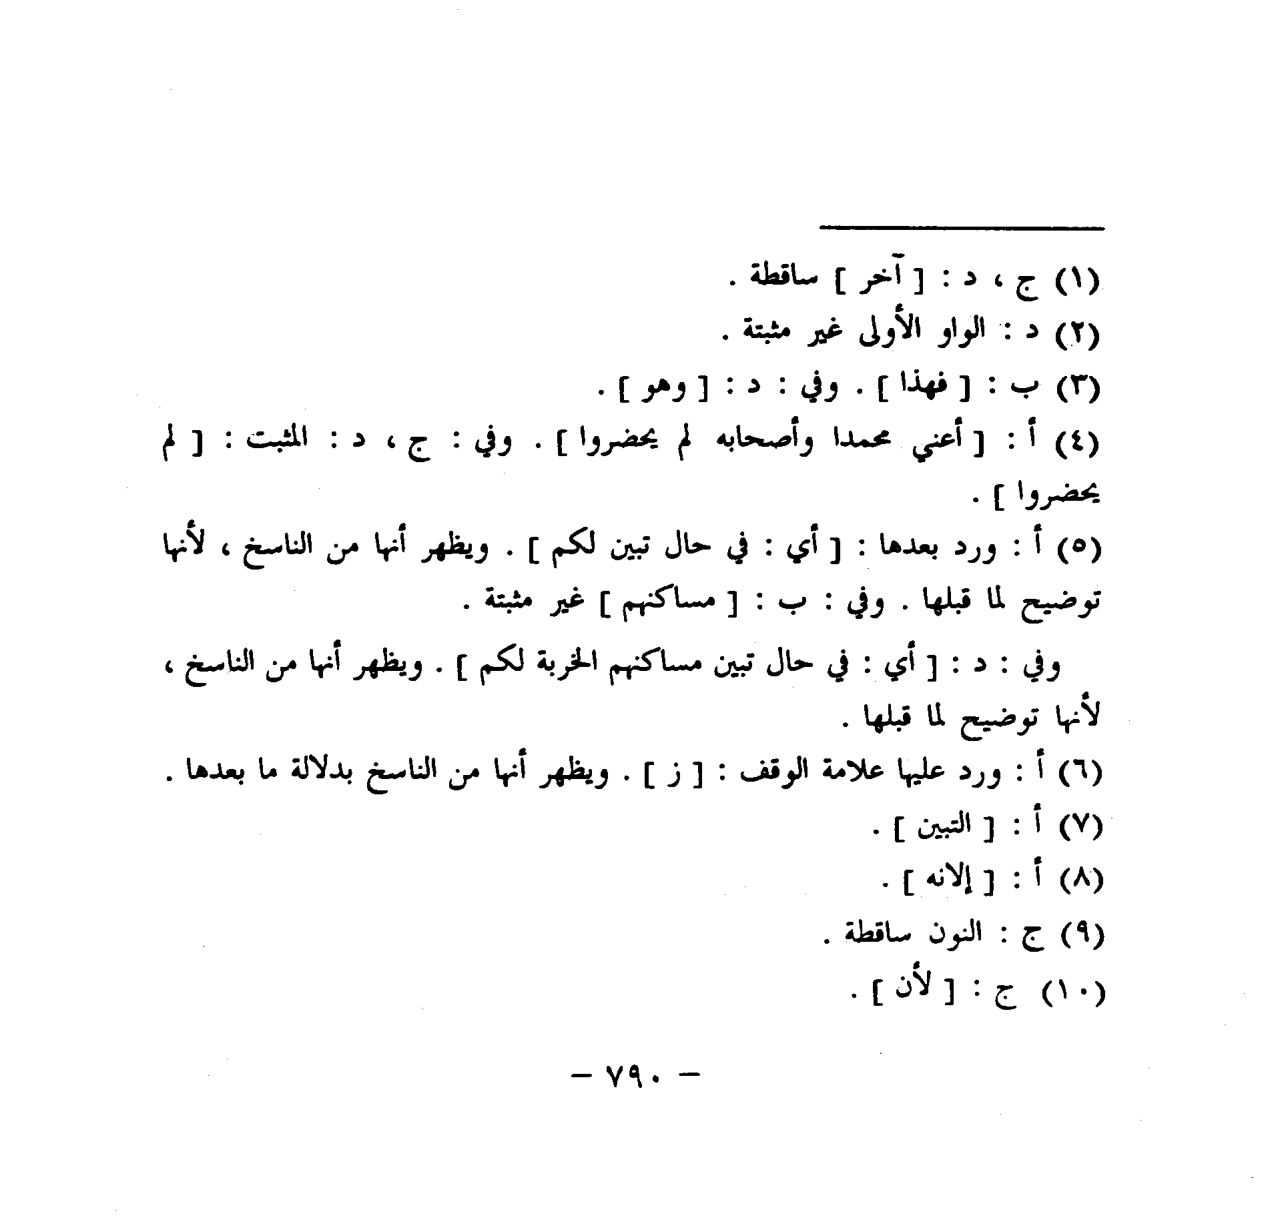 (١) ج ، د : [ آخر ] ساقطة .
(٢) د : الواو الأولى غير مثبتة .
(٣) ب : [ فهذا ] . وفي : د : [ وهو ] .
(٤) أ : [ أعني محمدا وأصحابه لم يحضروا ] . وفي : ج ، د : المثبت : [ لم
يحضروا ] .
(٥) أ : ورد بعدها : [ أي : في حال تبين لكم ] . ويظهر أنها من الناسخ ، لأنها
توضيح لما قبلها . وفي : ب : [ مساكنهم ] غير مثبتة .
وفي : د : [ أي : في حال تبين مساكنهم الخربة لكم ] . ويظهر أنها من الناسخ ،
لأنها توضيح لما قبلها .
(٦) أ : ورد عليها علامة الوقف : [ ز ] . ويظهر أنها من الناسخ بدلالة ما بعدها .
(٧) أ : [ التبين ] .
(٨) أ : [ إلانه ] .
(٩) ج : النون ساقطة .
(١٠) ج : [ لأن ] .
– ٧٩٠ –